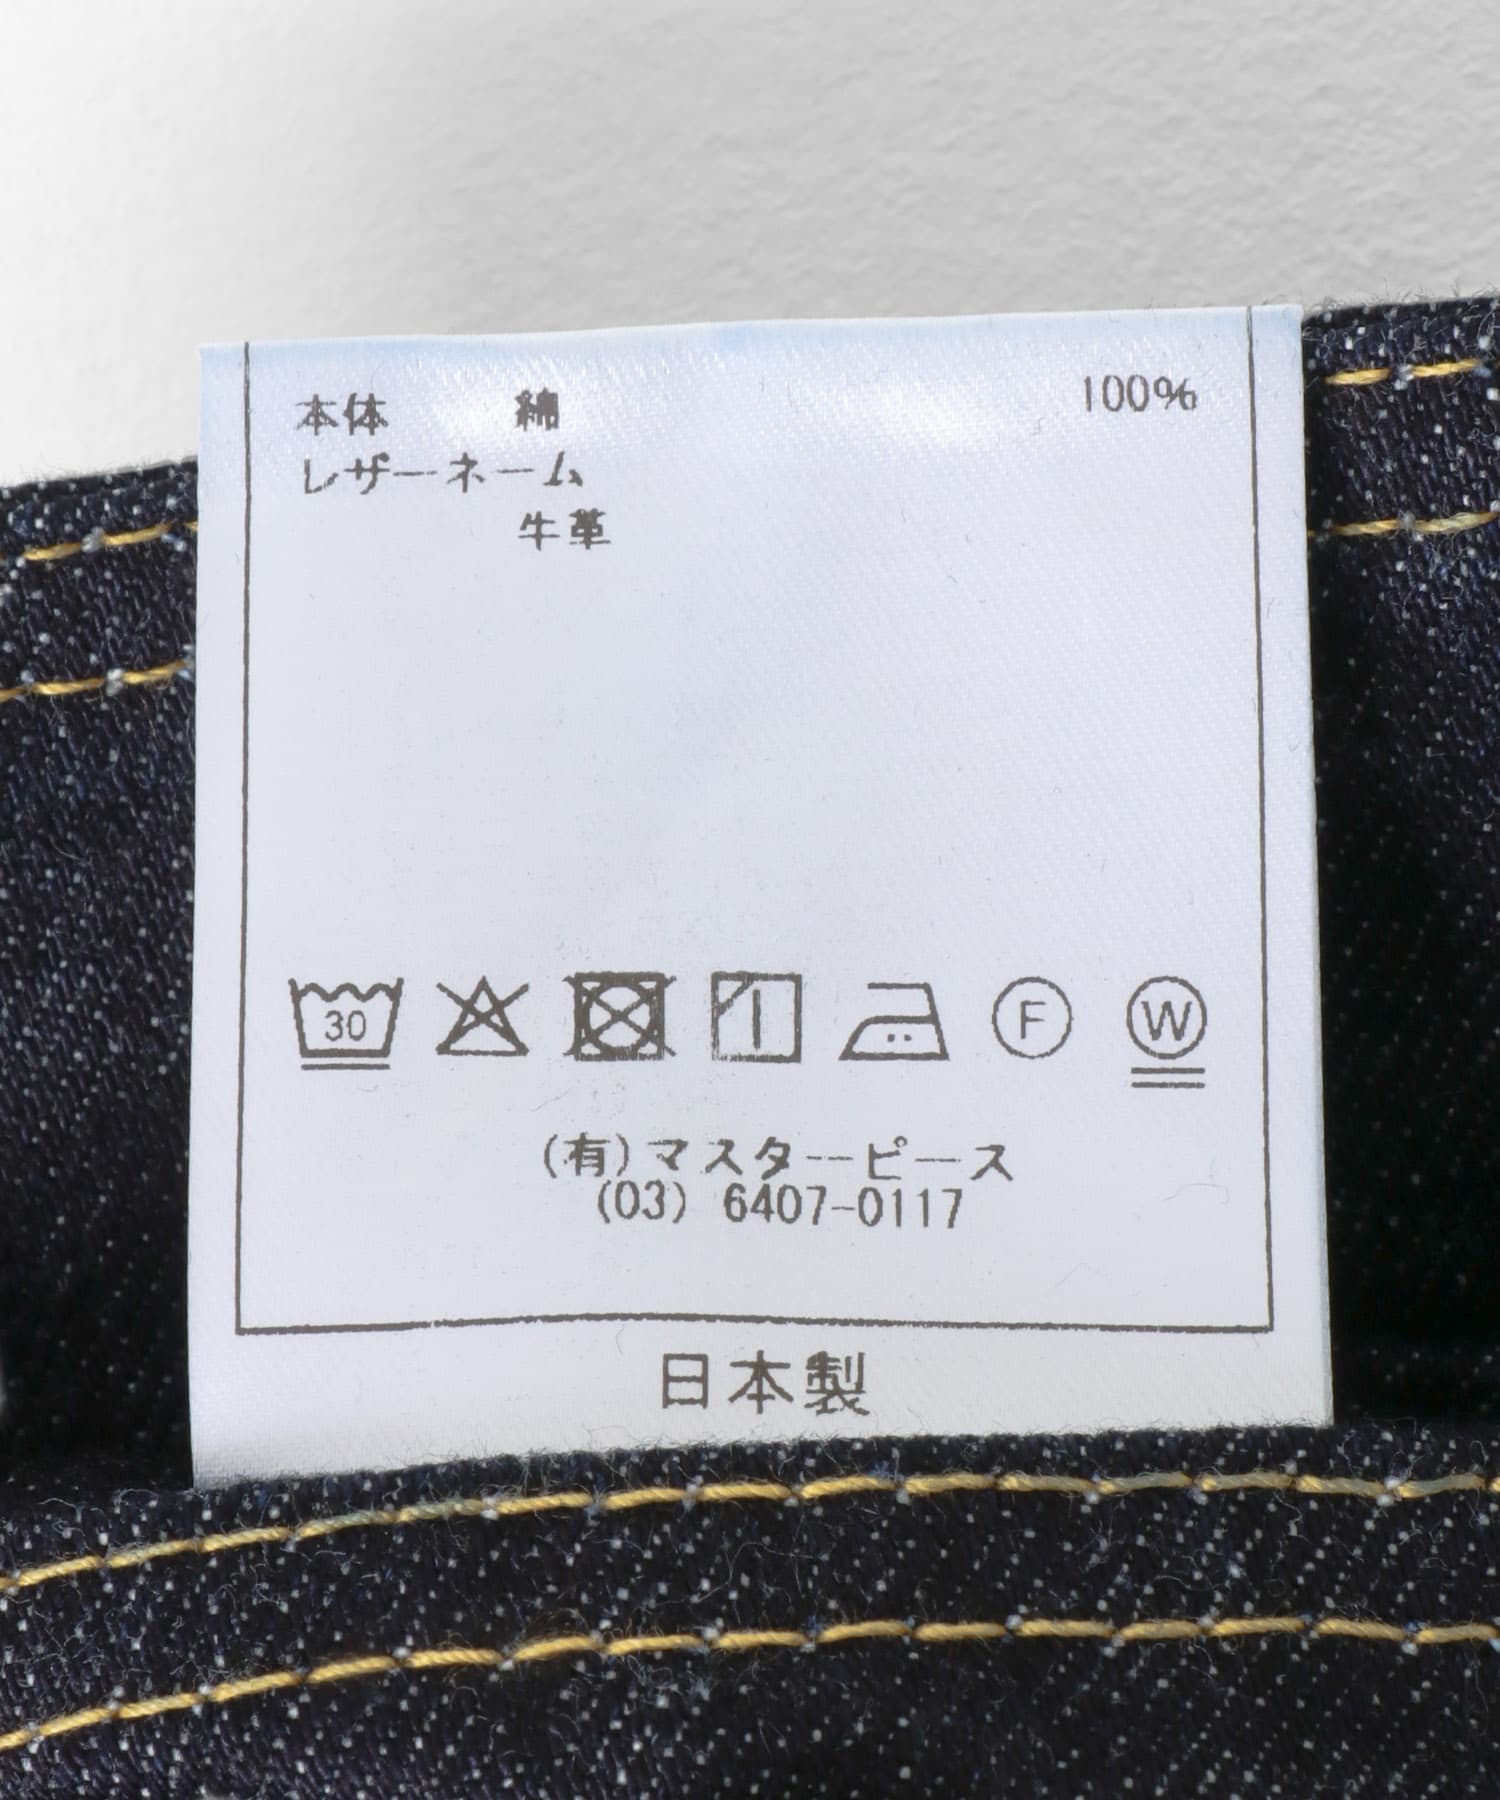 本体 綿 100%
レザーネーム
牛革
30 F W
(有)マスターピース
(03) 6407-0117
日本製